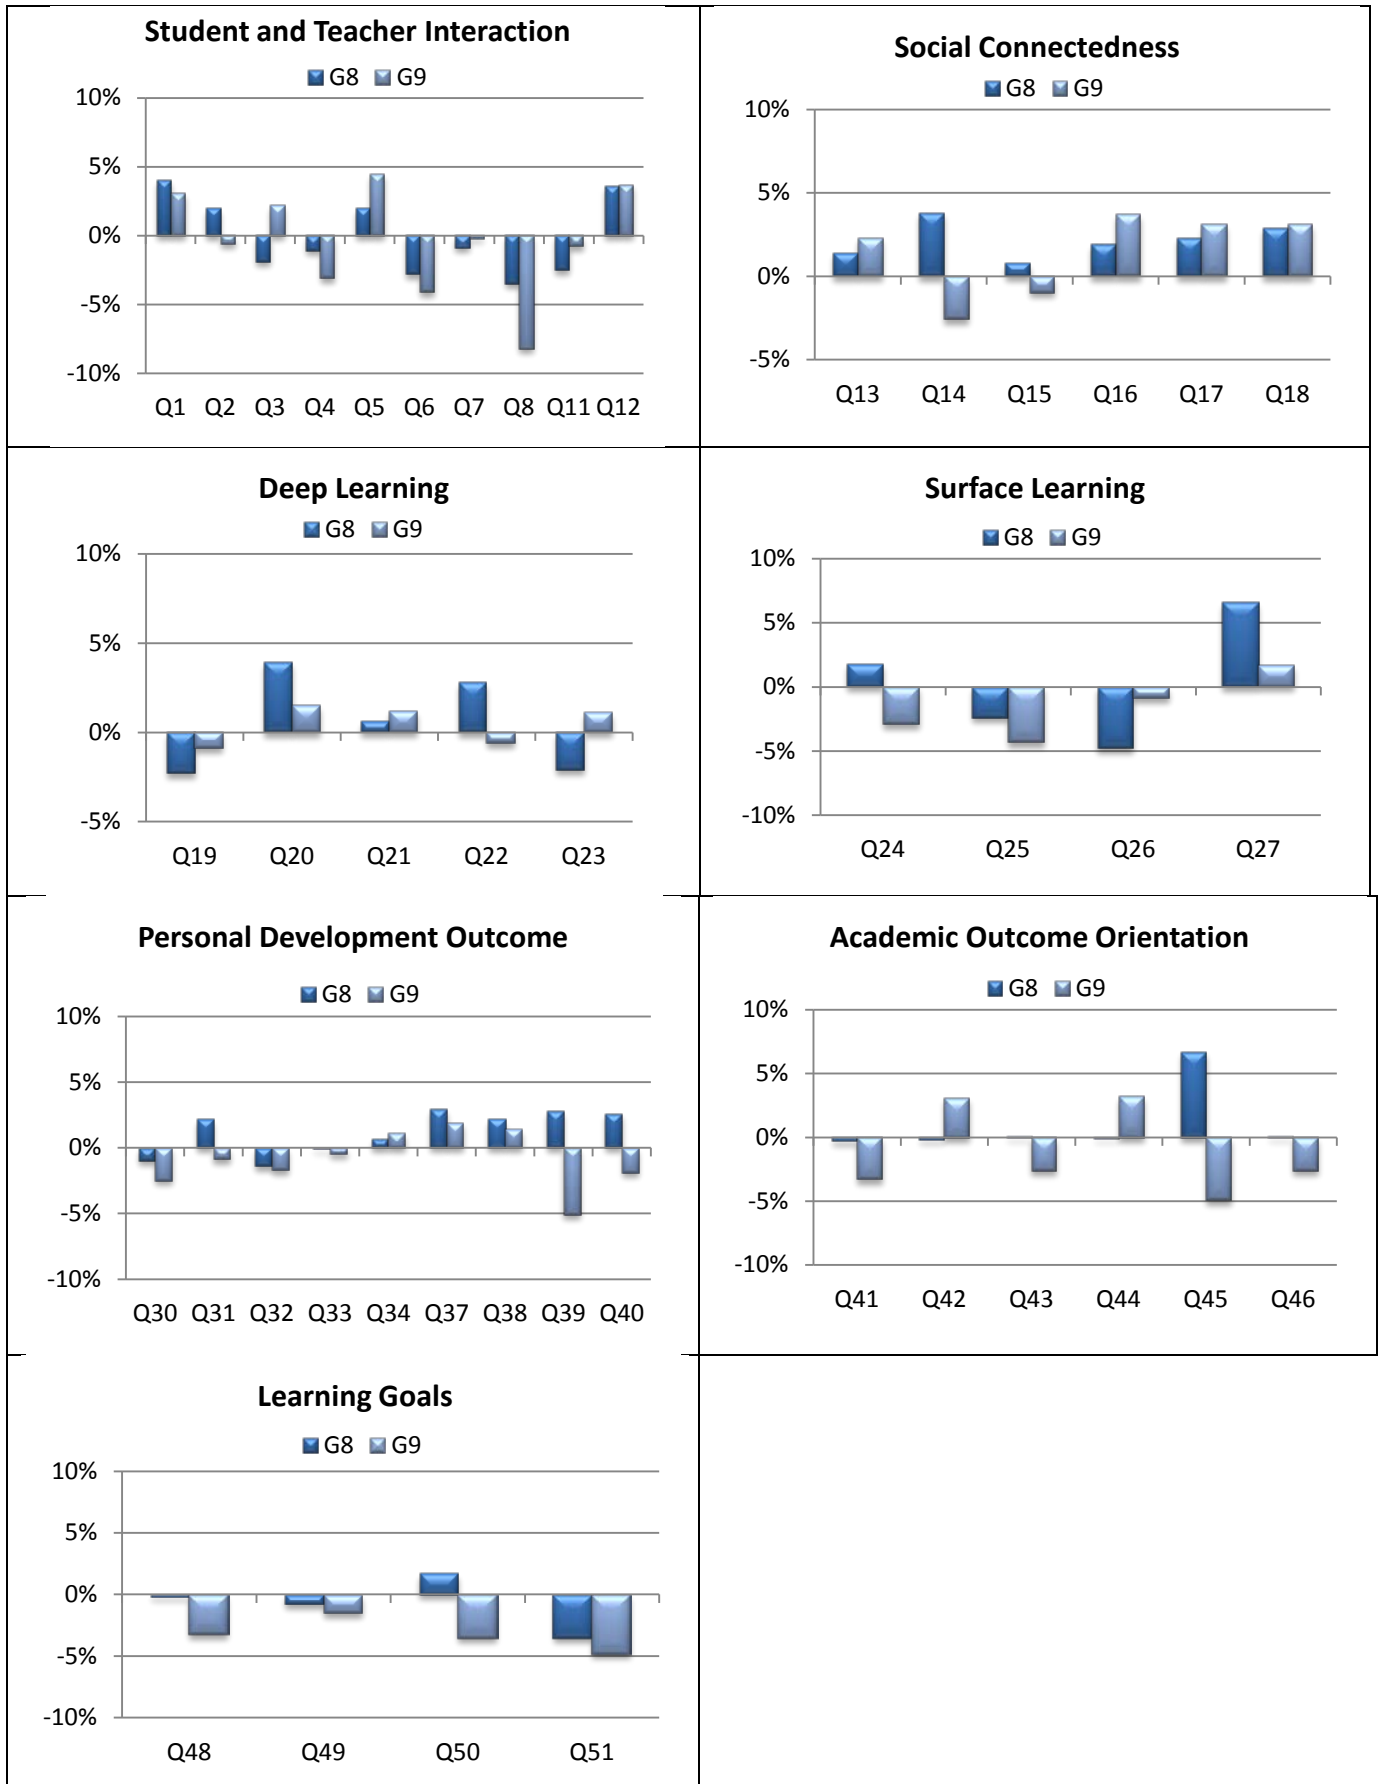 Student and Teacher Interaction
G8 G9
10%
5%
0%
-5%
-10%
Q1 Q2 Q3 Q4 Q5 Q6 Q7 Q8 Q11 Q12
Social Connectedness
G8 G9
10%
5%
0%
-5%
Q13 Q14 Q15 Q16 Q17 Q18
Deep Learning
G8 G9
10%
5%
0%
-5%
Q19 Q20 Q21 Q22 Q23
Surface Learning
G8 G9
10%
5%
0%
-5%
-10%
Q24 Q25 Q26 Q27
Personal Development Outcome
G8 G9
10%
5%
0%
-5%
-10%
Q30 Q31 Q32 Q33 Q34 Q37 Q38 Q39 Q40
Academic Outcome Orientation
G8 G9
10%
5%
0%
-5%
-10%
Q41 Q42 Q43 Q44 Q45 Q46
Learning Goals
G8 G9
10%
5%
0%
-5%
-10%
Q48 Q49 Q50 Q51